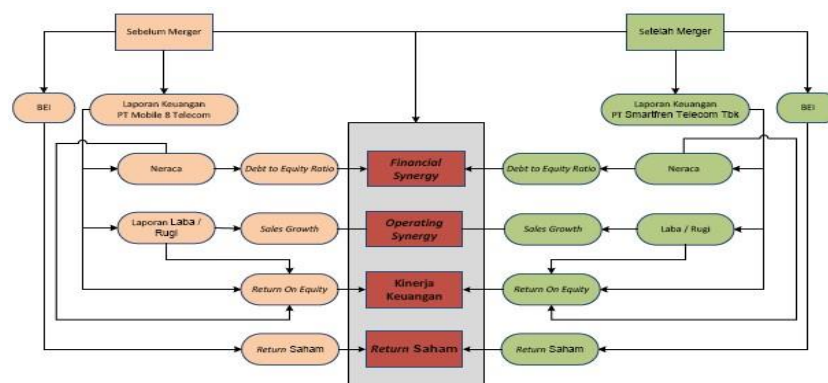 Sebelum Merger
Setelah Merger
BEI
Laporan Keuangan
PT Mobile 8 Telecom
Laporan Keuangan
PT Smartfren Telecom Tbk
BEI
Neraca
Debt to Equity Ratio
Financial
Synergy
Debt to Equity Ratio
Neraca
Laporan Laba /
Rugi
Sales Growth
Operating
Synergy
Sales Growth
Laba / Rugi
Return On Equity
Kinerja
Keuangan
Return On Equity
Return Saham
Return Saham
Return Saham